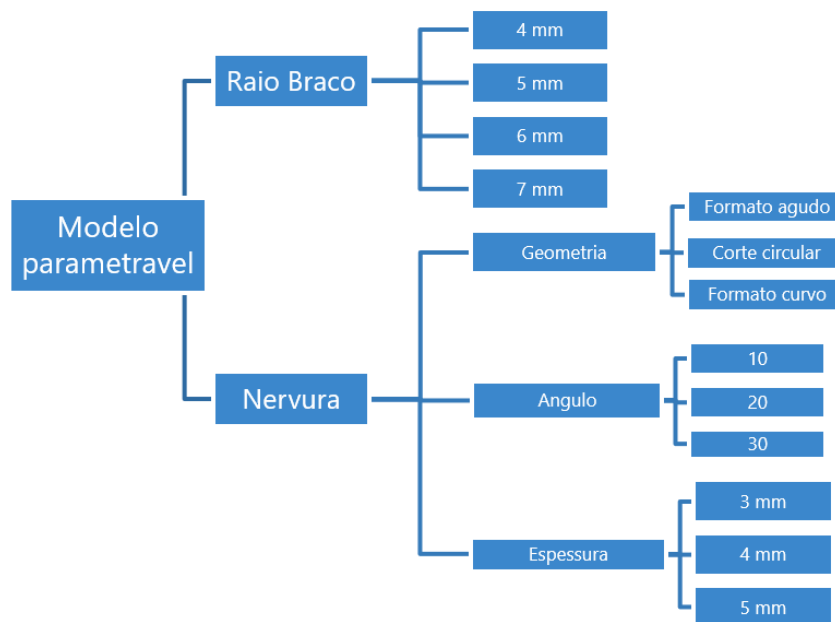 Modelo
parametravel
Raio Braco
4 mm
5 mm
6 mm
7 mm
Nervura
Geometria
Formato agudo
Corte circular
Formato curvo
Angulo
10
20
30
Espessura
3 mm
4 mm
5 mm